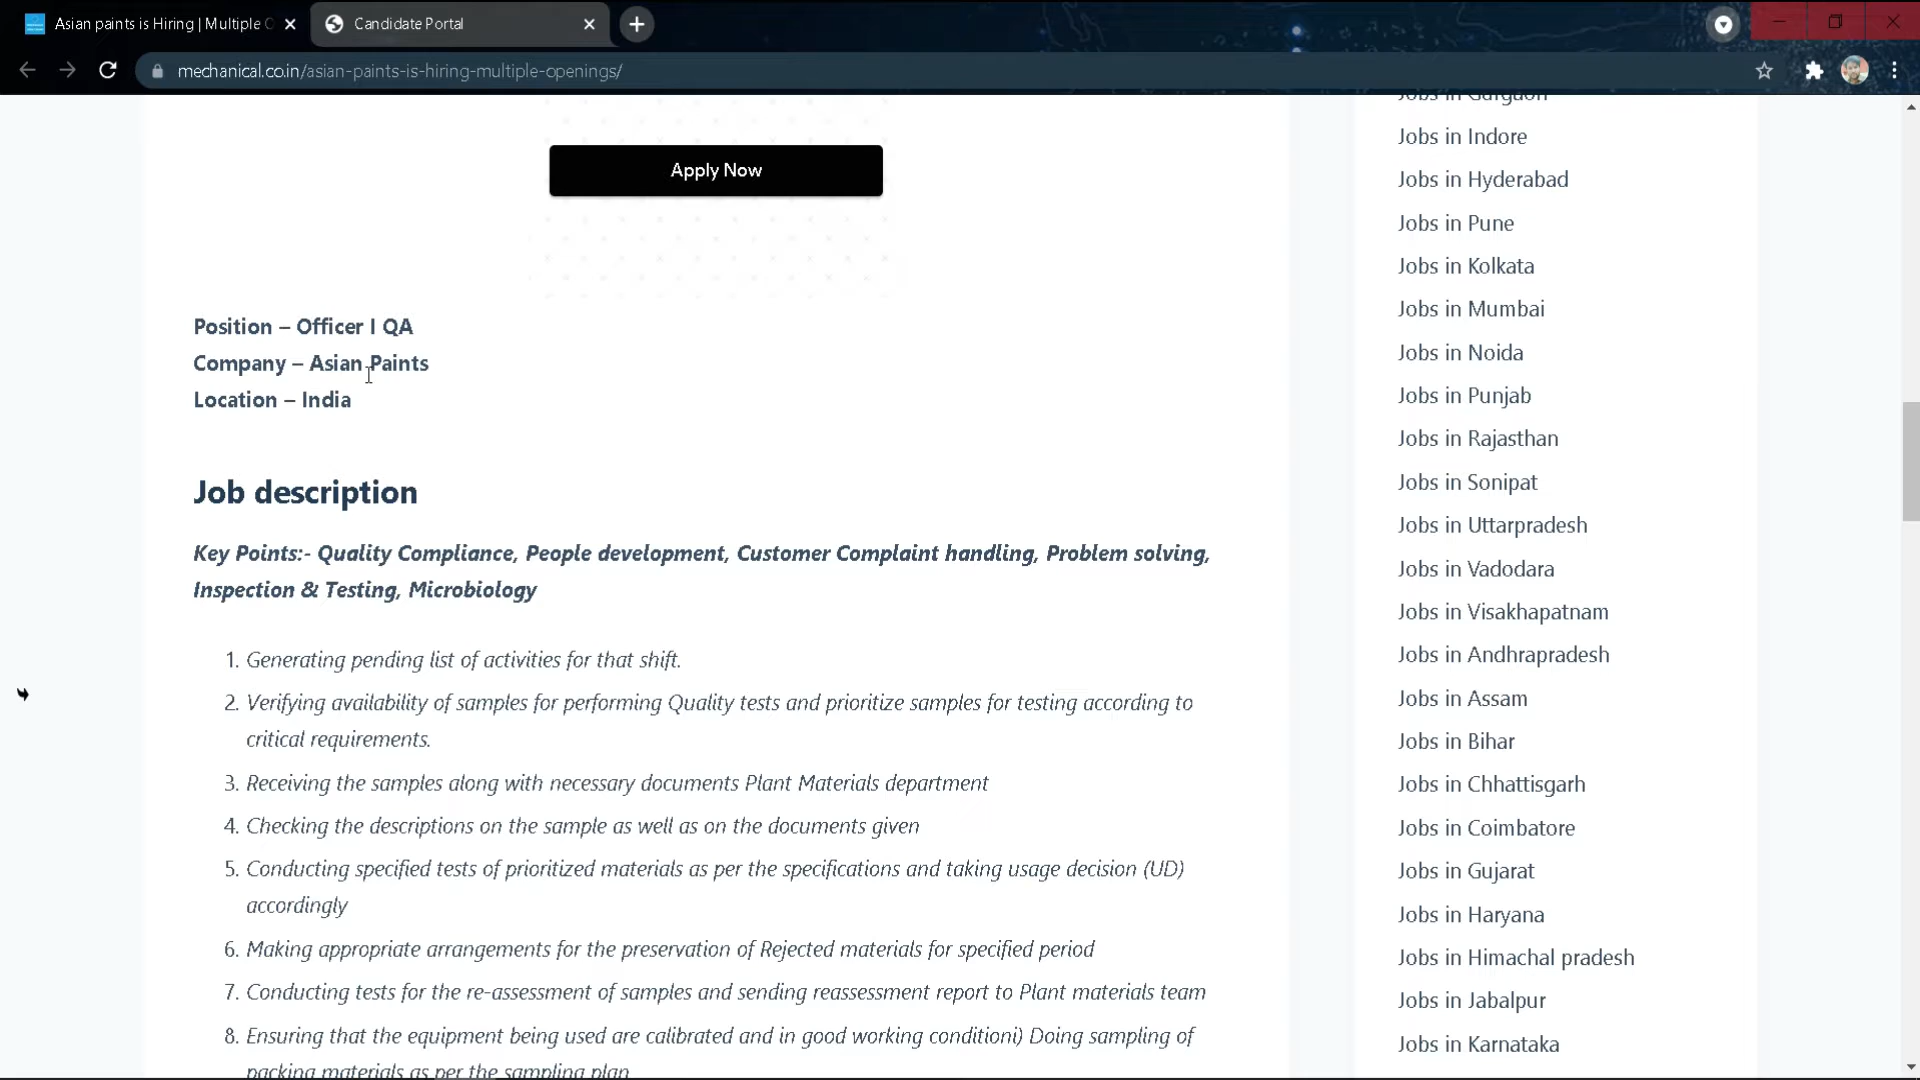 Asian paints is Hiring | Multiple O
Candidate Portal
mechanical.co.in/asian-paints-is-hiring-multiple-openings/
Apply Now
Position – Officer I QA
Company – Asian Paints
Location – India
Job description
Key Points:- Quality Compliance, People development, Customer Complaint handling, Problem solving,
Inspection & Testing, Microbiology
1. Generating pending list of activities for that shift.
2. Verifying availability of samples for performing Quality tests and prioritize samples for testing according to
critical requirements.
3. Receiving the samples along with necessary documents Plant Materials department
4. Checking the descriptions on the sample as well as on the documents given
5. Conducting specified tests of prioritized materials as per the specifications and taking usage decision (UD)
accordingly
6. Making appropriate arrangements for the preservation of Rejected materials for specified period
7. Conducting tests for the re-assessment of samples and sending reassessment report to Plant materials team
8. Ensuring that the equipment being used are calibrated and in good working conditioni) Doing sampling of
packing materials as per the sampling plan
Jobs in Gurgaon
Jobs in Indore
Jobs in Hyderabad
Jobs in Pune
Jobs in Kolkata
Jobs in Mumbai
Jobs in Noida
Jobs in Punjab
Jobs in Rajasthan
Jobs in Sonipat
Jobs in Uttarpradesh
Jobs in Vadodara
Jobs in Visakhapatnam
Jobs in Andhrapradesh
Jobs in Assam
Jobs in Bihar
Jobs in Chhattisgarh
Jobs in Coimbatore
Jobs in Gujarat
Jobs in Haryana
Jobs in Himachal pradesh
Jobs in Jabalpur
Jobs in Karnataka